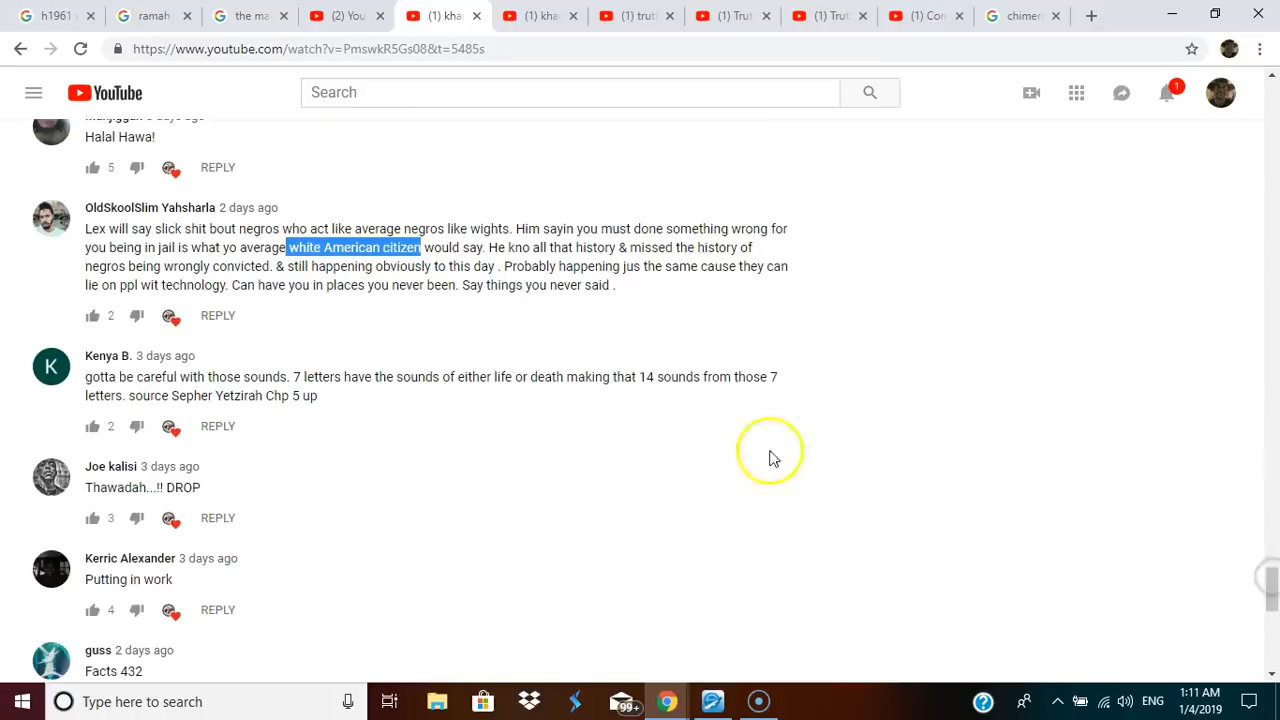 h1961
ramah
the ma
(2) You
(1) kha
(1) kha
(1) trut
(1) Trut
(1) Trut
(1) Cor
chimer
https://www.youtube.com/watch?v=PmswkR5Gs08&t=5485s
YouTube
Search
1
3 days ago
Halal Hawa!
5 REPLY
OldSkoolSlim Yahsharla 2 days ago
Lex will say slick shit bout negros who act like average negros like wights. Him sayin you must done something wrong for
you being in jail is what yo average white American citizen would say. He kno all that history & missed the history of
negros being wrongly convicted. & still happening obviously to this day . Probably happening jus the same cause they can
lie on ppl wit technology. Can have you in places you never been. Say things you never said .
2 REPLY
Kenya B. 3 days ago
K
gotta be careful with those sounds. 7 letters have the sounds of either life or death making that 14 sounds from those 7
letters. source Sepher Yetzirah Chp 5 up
2 REPLY
Joe kalisi 3 days ago
Thawadah...!! DROP
3 REPLY
Kerric Alexander 3 days ago
Putting in work
4 REPLY
guss 2 days ago
Facts 432
Type here to search
99+
ENG
1:11 AM
1/4/2019